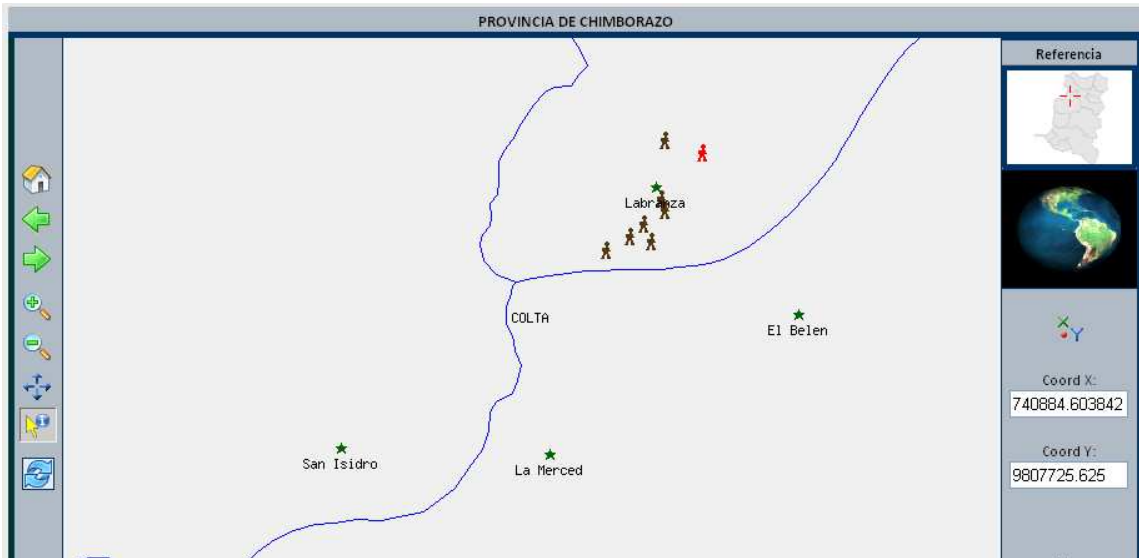 PROVINCIA DE CHIMBORAZO
Referencia
Labranza
COLTA
El Belen
San Isidro
La Merced
X
Y
Coord X:
740884.603842
Coord Y:
9807725.625